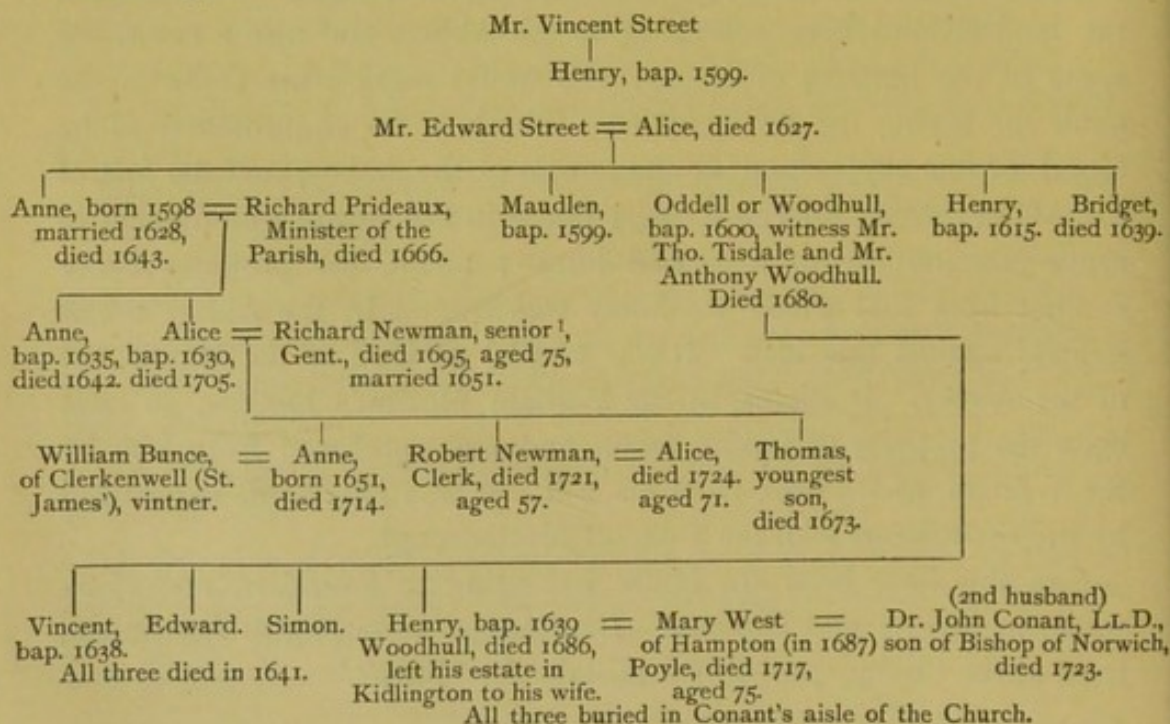 Mr. Vincent Street
Henry, bap. 1599.
Mr. Edward Street = Alice, died 1627.
Anne, born 1598 = Richard Prideaux,
married 1628, Minister of the
died 1643. Parish, died 1666.
Maudlen,
bap. 1599.
Oddell or Woodhull,
bap. 1600, witness Mr.
Tho. Tisdale and Mr.
Anthony Woodhull.
Died 1680.
Henry,
bap. 1615.
Bridget,
died 1639.
Anne,
bap. 1635,
died 1642.
Alice =
bap. 1630,
died 1705.
Richard Newman, senior ¹,
Gent., died 1695, aged 75,
married 1651.
William Bunce, =
of Clerkenwell (St.
James'), vintner.
Anne,
born 1651,
died 1714.
Robert Newman, =
Clerk, died 1721,
aged 57.
Alice,
died 1724.
aged 71.
Thomas,
youngest
son,
died 1673.
Vincent,
bap. 1638.
Edward.
Simon.
All three died in 1641.
Henry, bap. 1639 =
Woodhull, died 1686,
left his estate in
Kidlington to his wife.
Mary West =
of Hampton (in 1687)
Poyle, died 1717,
aged 75.
(2nd husband)
Dr. John Conant, LL.D.,
son of Bishop of Norwich,
died 1723.
All three buried in Conant's aisle of the Church.